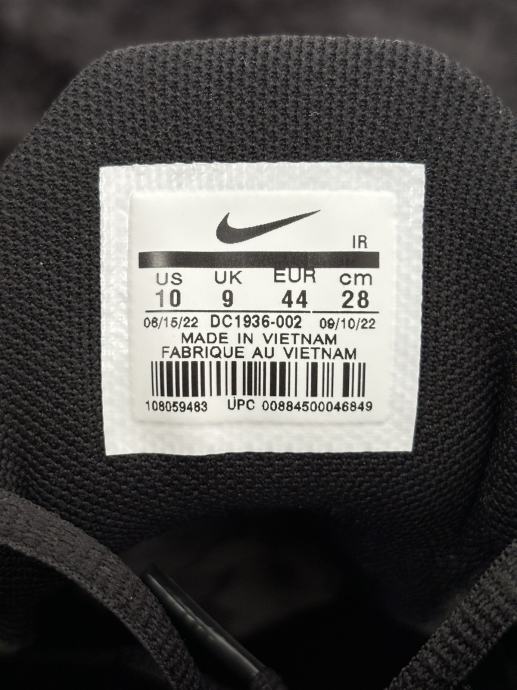 IR
US UK EUR cm
10 9 44 28
08/15/22 DC1936-002 09/10/22
MADE IN VIETNAM
FABRIQUE AU VIETNAM
108059483 UPC 00884500046849